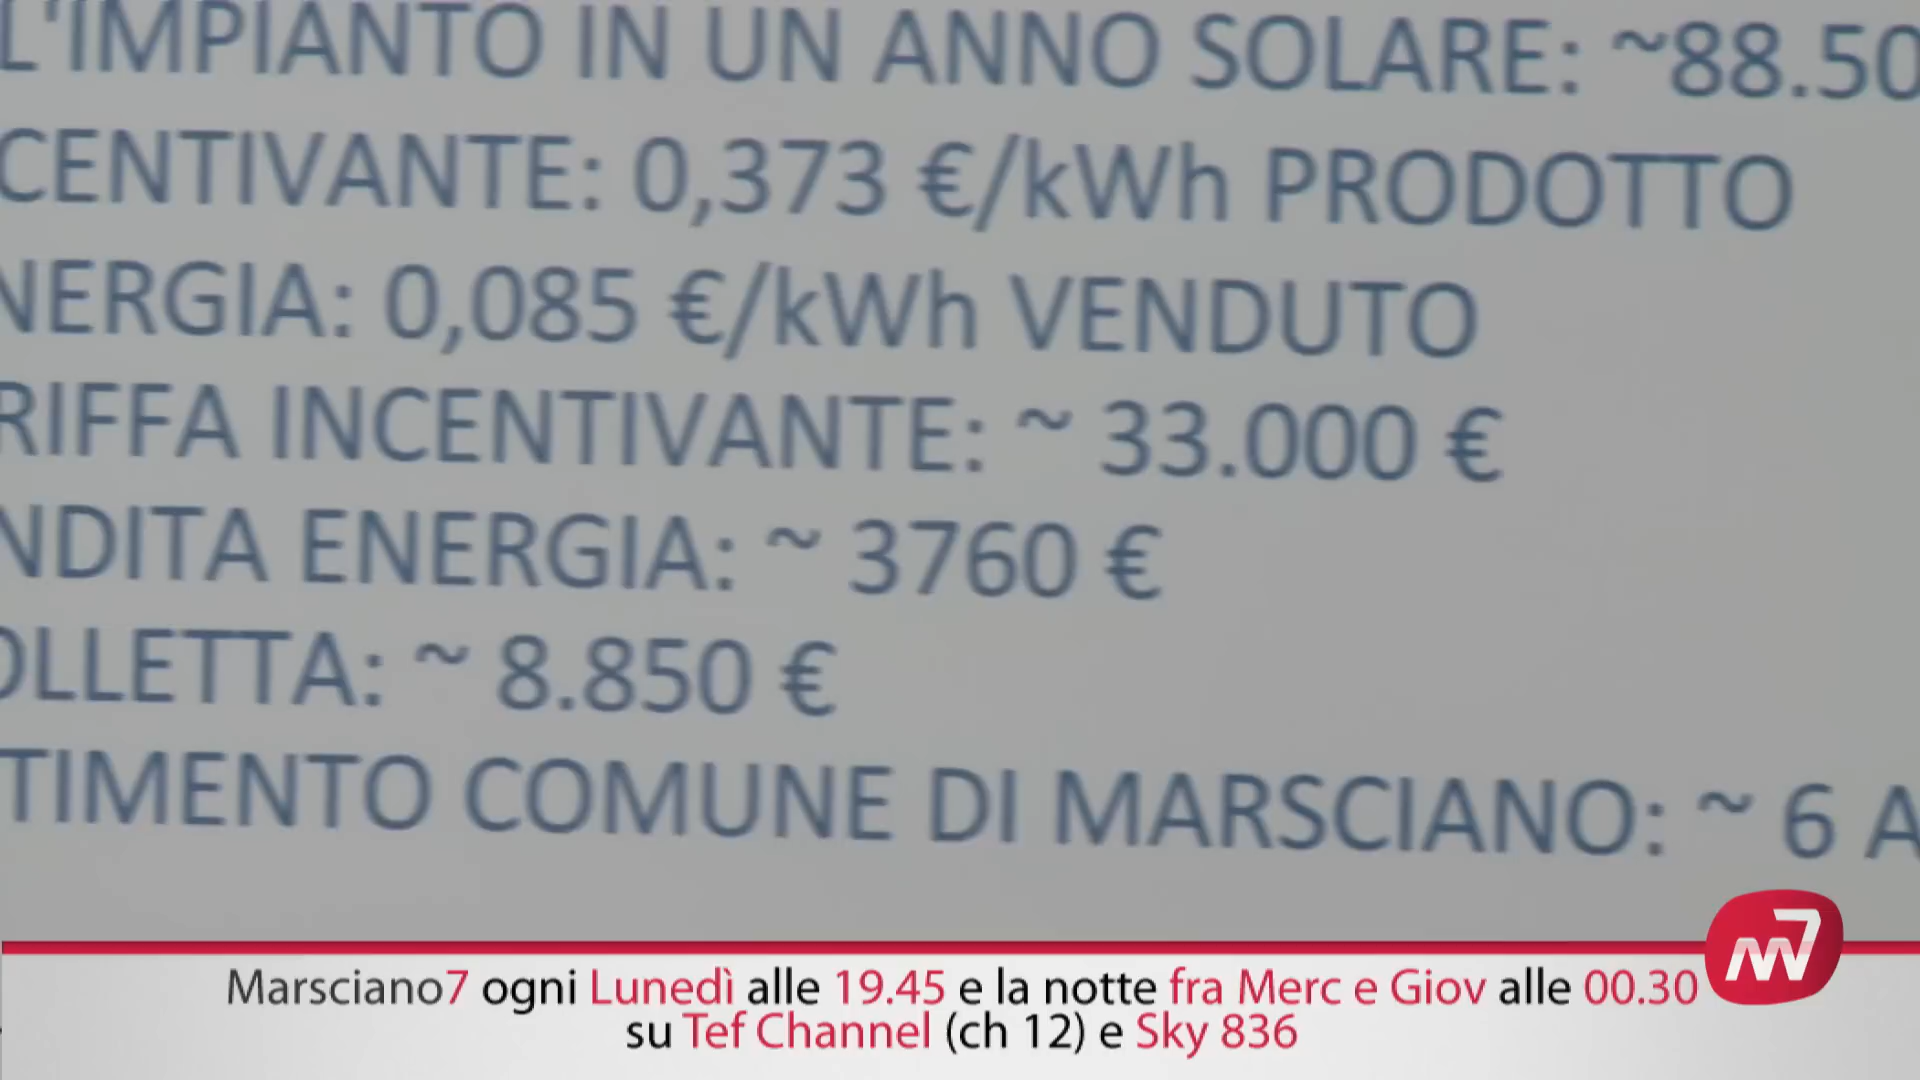 L'IMPIANTO IN UN ANNO SOLARE: ~88.50
CENTIVANTE: 0,373 €/kWh PRODOTTO
NERGIA: 0,085 €/kWh VENDUTO
RIFFA INCENTIVANTE: ~ 33.000 €
NDITA ENERGIA: ~ 3760 €
OLLETTA: ~ 8.850 €
TIMENTO COMUNE DI MARSCIANO: ~ 6 A
M7
Marsciano7 ogni Lunedì alle 19.45 e la notte fra Merc e Giov alle 00.30
su Tef Channel (ch 12) e Sky 836